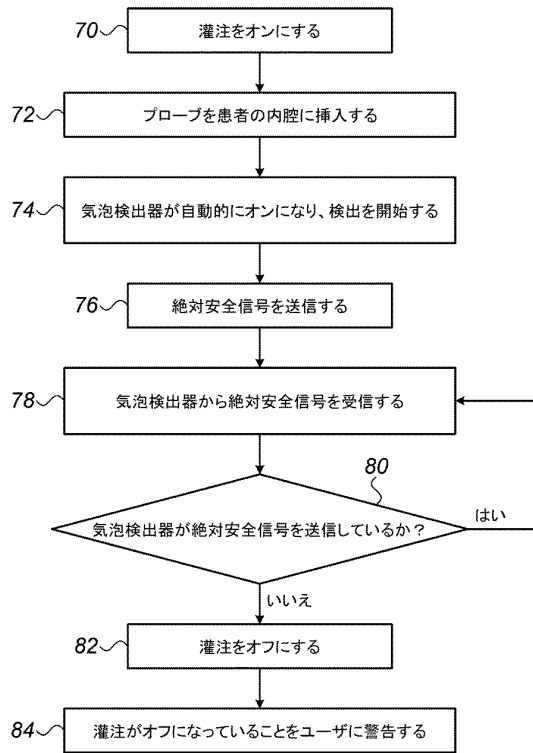 70 灌注をオンにする
72 プローブを患者の内腔に挿入する
74 気泡検出器が自動的にオンになり、検出を開始する
76 絶対安全信号を送信する
78 気泡検出器から絶対安全信号を受信する
80
気泡検出器が絶対安全信号を送信しているか？ はい
いいえ
82 灌注をオフにする
84 灌注がオフになっていることをユーザに警告する